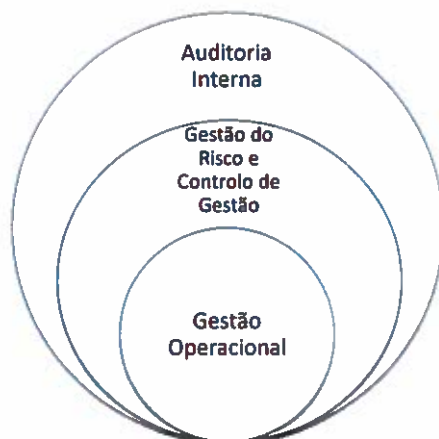 Auditoria
Interna
Gestão do
Risco e
Controlo de
Gestão
Gestão
Operacional